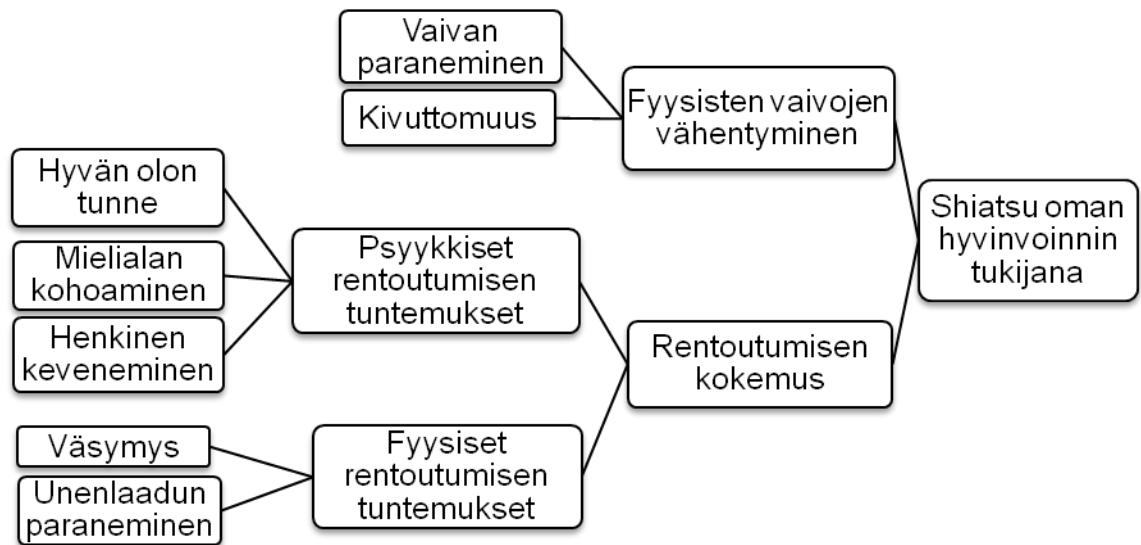 Vaivan
paraneminen
Kivuttomuus
Fyysisten vaivojen
vähentyminen
Hyvän olon
tunne
Mielialan
kohoaminen
Henkinen
keveneminen
Psyykkiset
rentoutumisen
tuntemukset
Shiatsu oman
hyvinvoinnin
tukijana
Rentoutumisen
kokemus
Väsymys
Unenlaadun
paraneminen
Fyysiset
rentoutumisen
tuntemukset